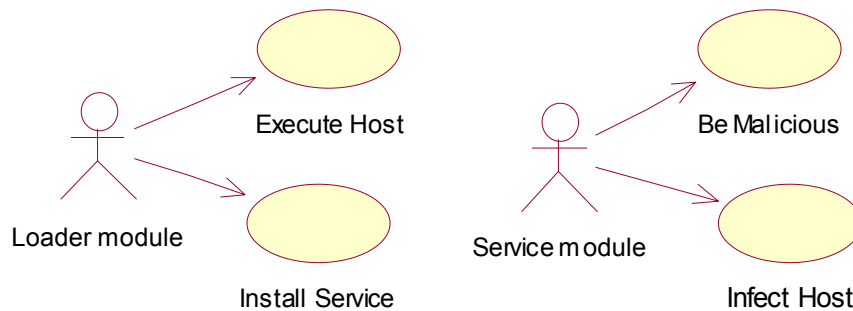 Execute Host
Be Malicious
Loader module
Service module
Install Service
Infect Host